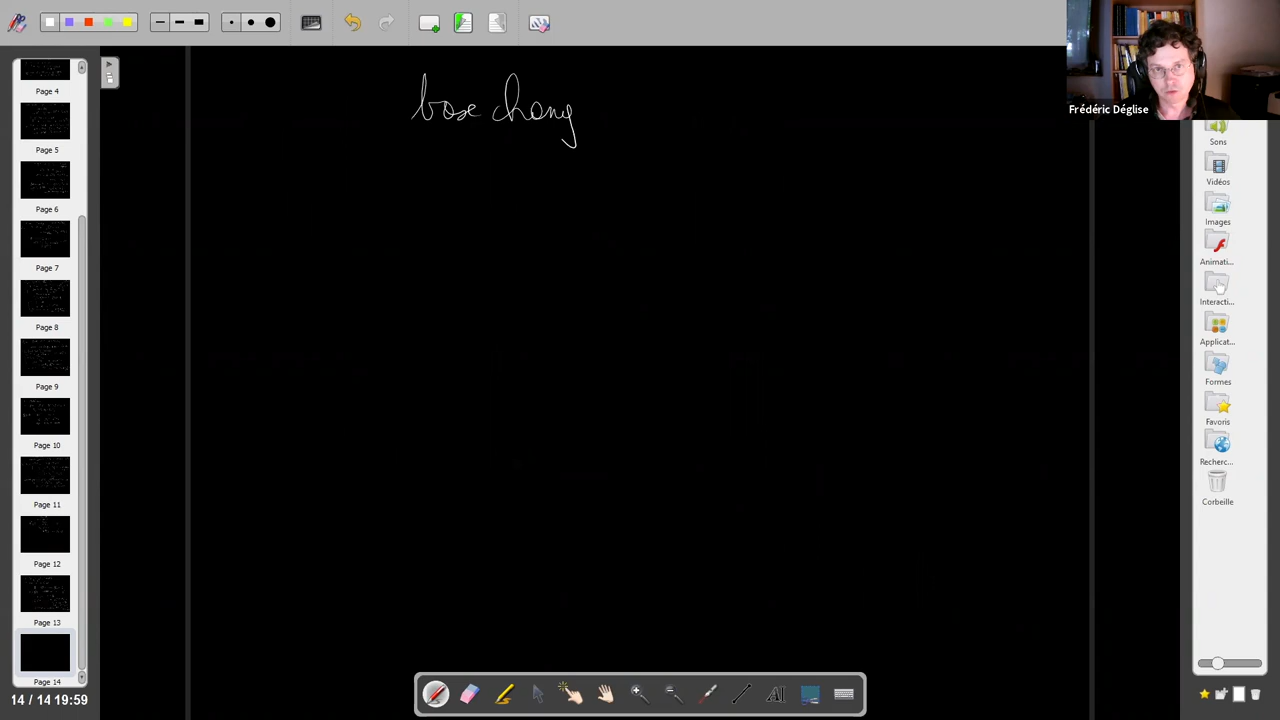 base chang
Frédéric Déglise
Page 4
Page 5
Page 6
Page 7
Page 8
Page 9
Page 10
Page 11
Page 12
Page 13
Page 14
14 / 14 19:59
Sons
Vidéos
Images
Animati...
Interacti...
Applicat...
Formes
Favoris
Recherc...
Corbeille
AI